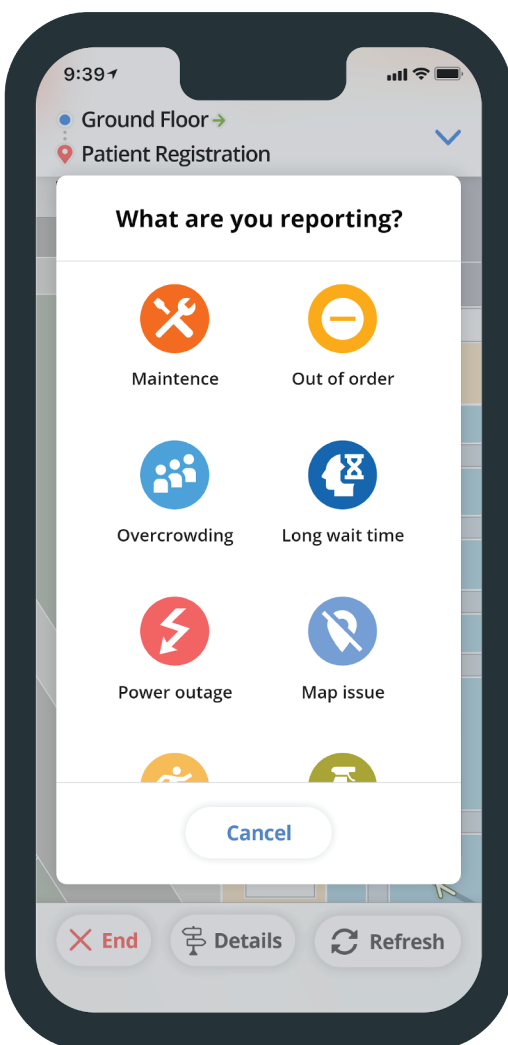 9:39
Ground Floor
Patient Registration
What are you reporting?
Maintence
Out of order
Overcrowding
Long wait time
Power outage
Map issue
Cancel
End
Details
Refresh